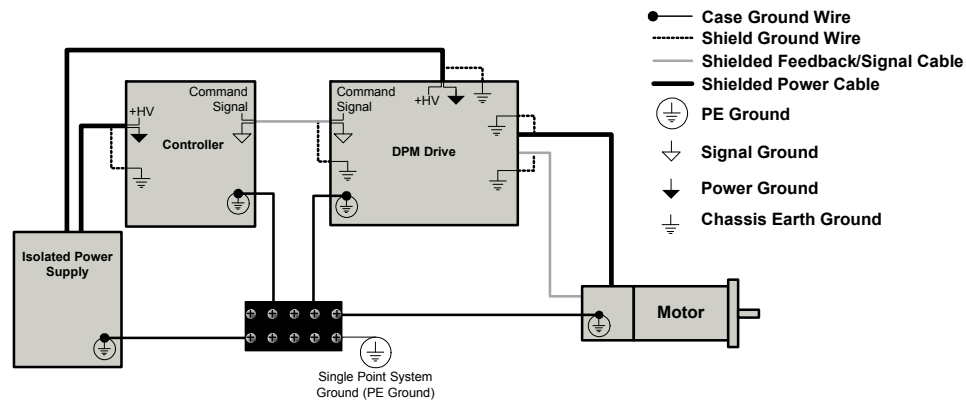 Case Ground Wire
Shield Ground Wire
Shielded Feedback/Signal Cable
Shielded Power Cable
PE Ground
Signal Ground
Power Ground
Chassis Earth Ground
+HV
Command
Signal
Controller
Command
Signal
+HV
DPM Drive
Isolated Power
Supply
Motor
Single Point System
Ground (PE Ground)